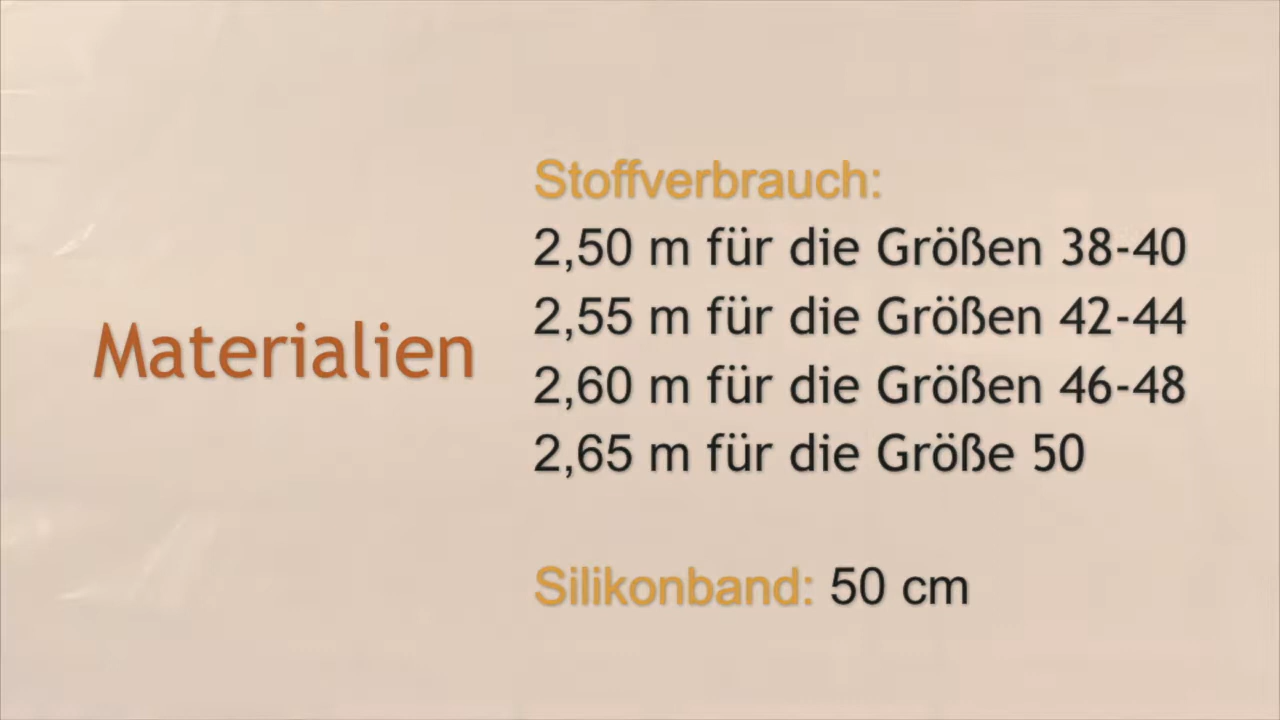 Materialien
Stoffverbrauch:
2,50 m für die Größen 38-40
2,55 m für die Größen 42-44
2,60 m für die Größen 46-48
2,65 m für die Größe 50
Silikonband: 50 cm